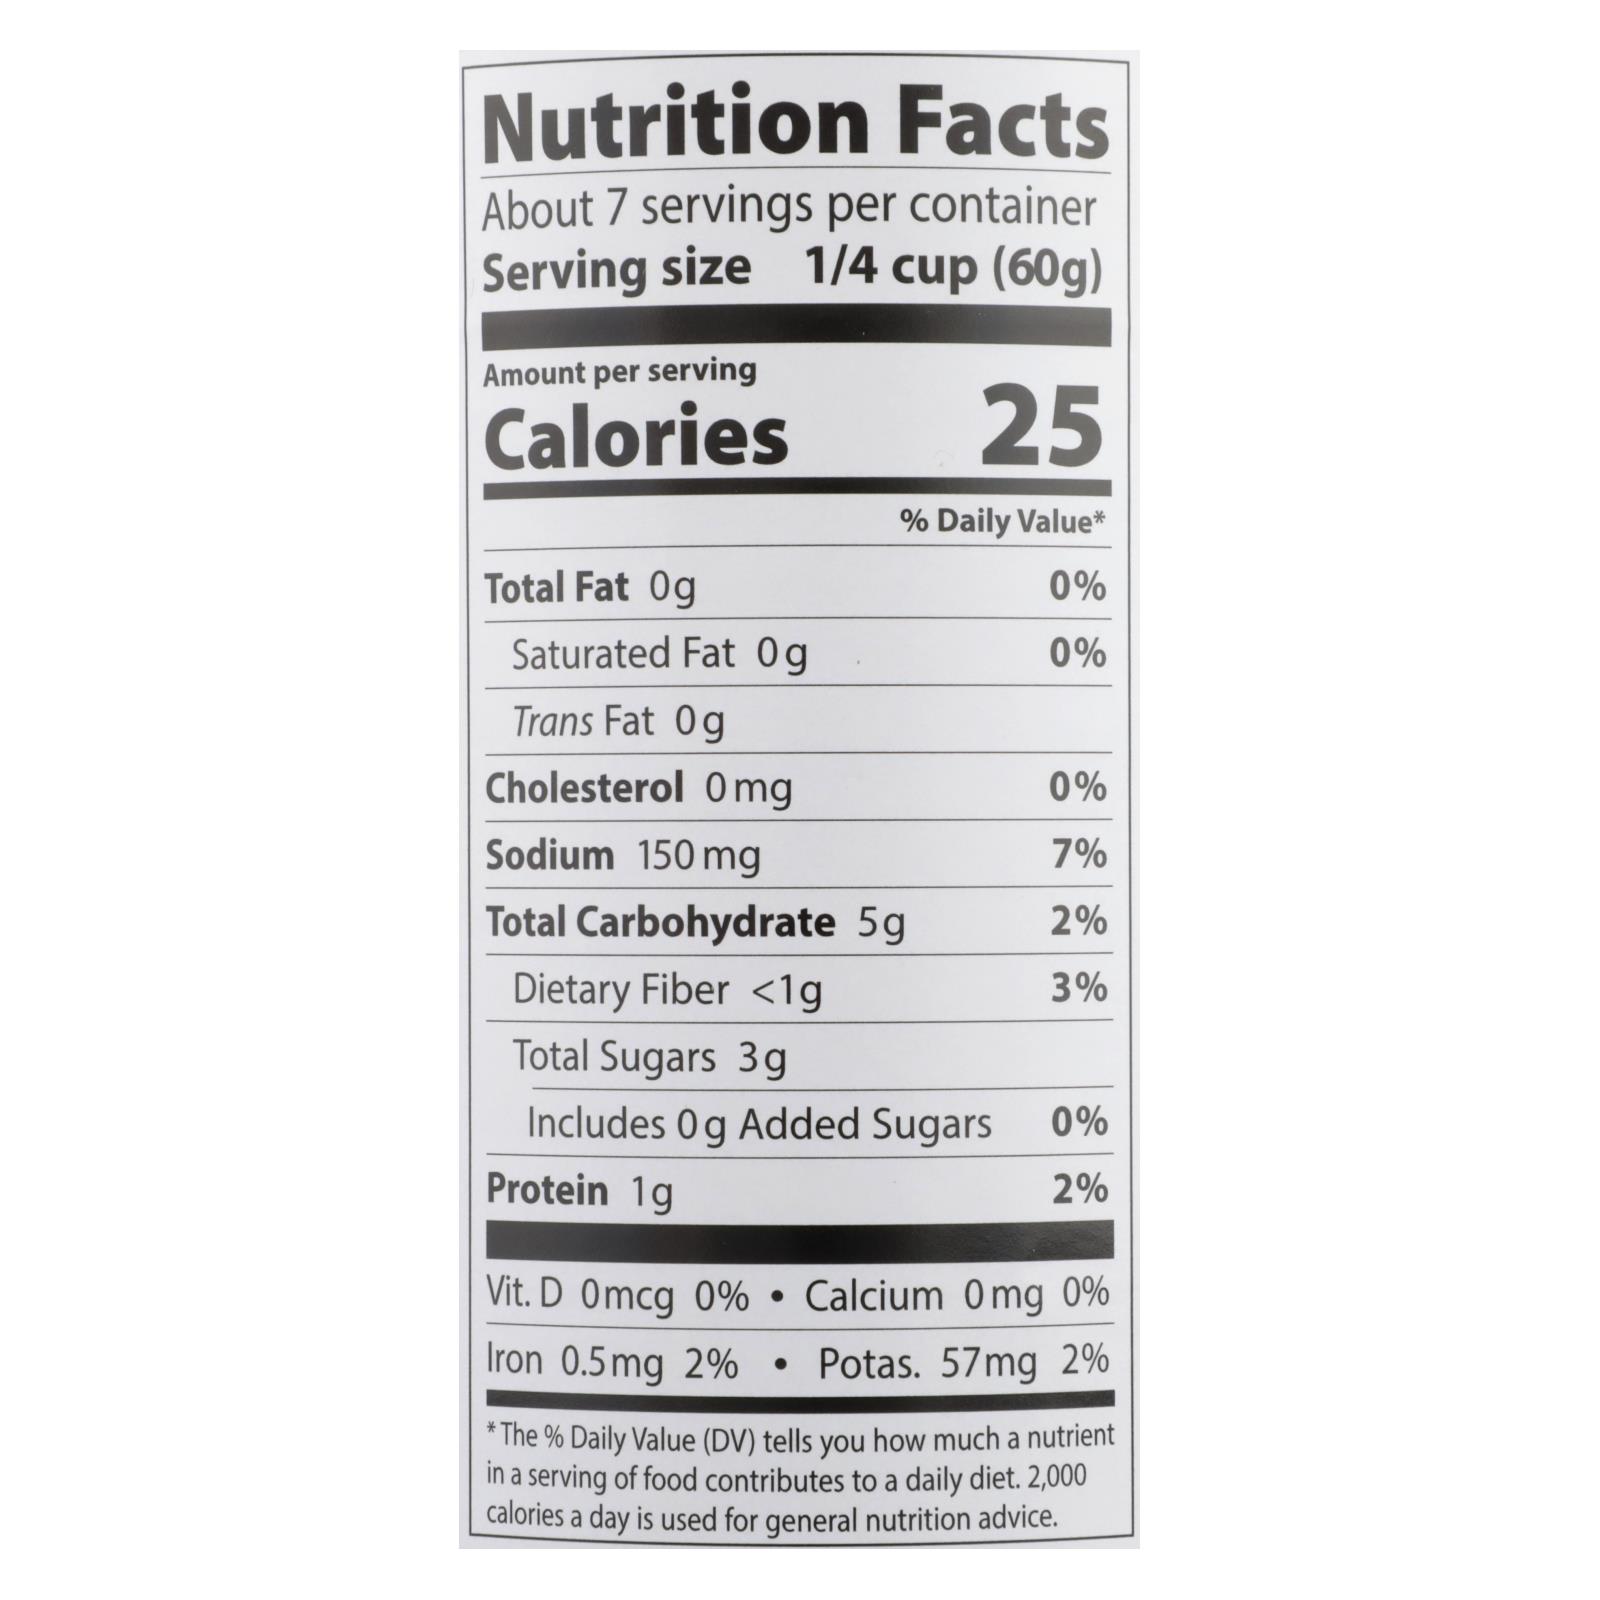 Nutrition Facts
About 7 servings per container
Serving size 1/4 cup (60g)
Amount per serving
Calories 25
% Daily Value*
Total Fat 0g 0%
Saturated Fat 0g 0%
Trans Fat 0g
Cholesterol 0mg 0%
Sodium 150mg 7%
Total Carbohydrate 5g 2%
Dietary Fiber <1g 3%
Total Sugars 3g
Includes 0g Added Sugars 0%
Protein 1g 2%
Vit. D 0mcg 0% • Calcium 0mg 0%
Iron 0.5mg 2% • Potas. 57mg 2%
* The % Daily Value (DV) tells you how much a nutrient
in a serving of food contributes to a daily diet. 2,000
calories a day is used for general nutrition advice.